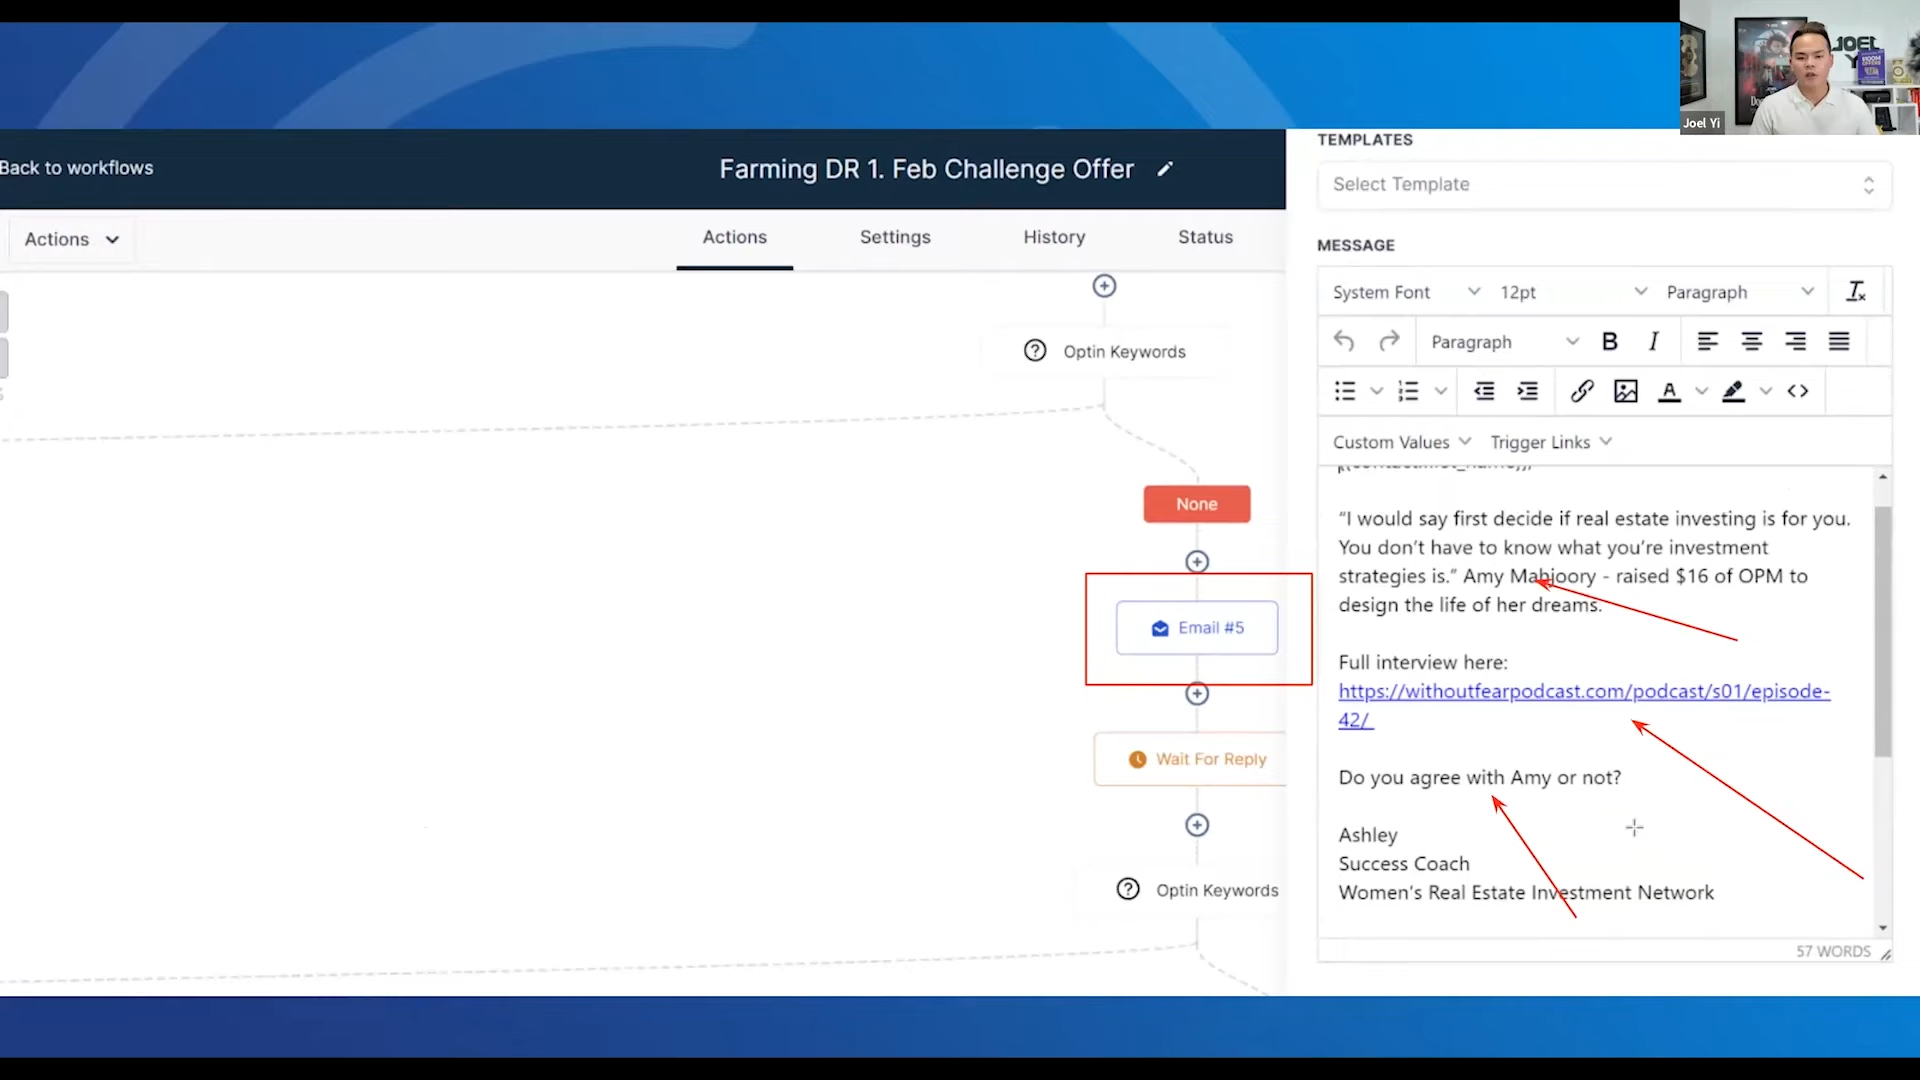 JOEL
Joel Yi
Back to workflows
Farming DR 1. Feb Challenge Offer
Actions
Actions
Settings
History
Status
Optin Keywords
None
Email #5
Wait For Reply
Optin Keywords
TEMPLATES
Select Template
MESSAGE
System Font
12pt
Paragraph
Paragraph
B I
A
Custom Values
Trigger Links
“I would say first decide if real estate investing is for you.
You don’t have to know what you’re investment
strategies is.” Amy Mahjoory - raised $16 of OPM to
design the life of her dreams.
Full interview here:
https://withoutfearpodcast.com/podcast/s01/episode-
42/
Do you agree with Amy or not?
Ashley
Success Coach
Women's Real Estate Investment Network
57 WORDS